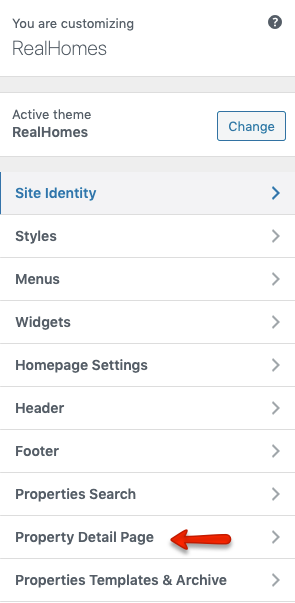 You are customizing
RealHomes
Active theme
RealHomes
Change
Site Identity
Styles
Menus
Widgets
Homepage Settings
Header
Footer
Properties Search
Property Detail Page
Properties Templates & Archive